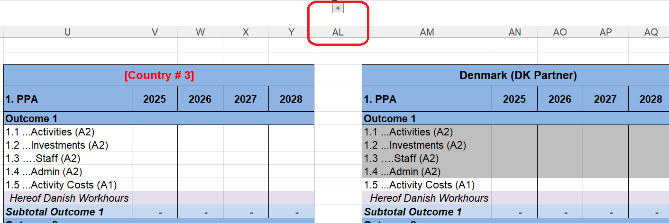 +
U V W X Y AL AM AN AO AP AQ
[Country # 3] Denmark (DK Partner)
1. PPA 2025 2026 2027 2028 1. PPA 2025 2026 2027 2028
Outcome 1 Outcome 1
1.1 ...Activities (A2) 1.1 ...Activities (A2)
1.2 ...Investments (A2) 1.2 ...Investments (A2)
1.3 ....Staff (A2) 1.3 ....Staff (A2)
1.4 ...Admin (A2) 1.4 ...Admin (A2)
1.5 ...Activity Costs (A1) 1.5 ...Activity Costs (A1)
Hereof Danish Workhours Hereof Danish Workhours
Subtotal Outcome 1 - - - - Subtotal Outcome 1 - - - -